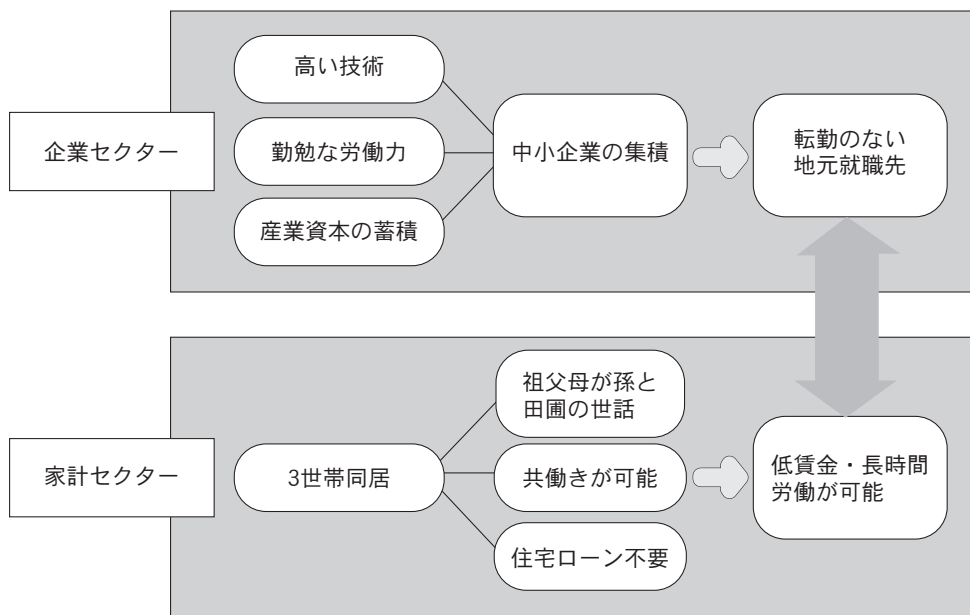 企業セクター
高い技術
勤勉な労働力
産業資本の蓄積
中小企業の集積
転勤のない
地元就職先
家計セクター
3世帯同居
祖父母が孫と
田圃の世話
共働きが可能
住宅ローン不要
低賃金・長時間
労働が可能